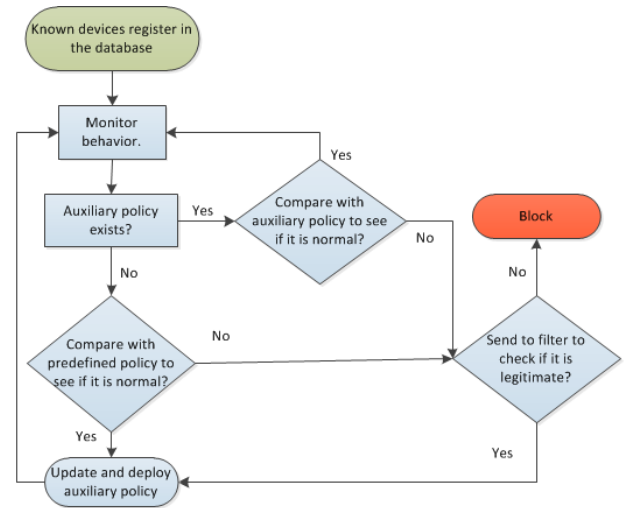 Known devices register in
the database
Monitor
behavior.
Yes
Auxiliary policy
exists?
Yes
Compare with
auxiliary policy to see
if it is normal?
No
Block
No
No
Compare with
predefined policy to
see if it is normal?
No
Send to filter to
check if it is
legitimate?
Yes
Yes
Update and deploy
auxiliary policy